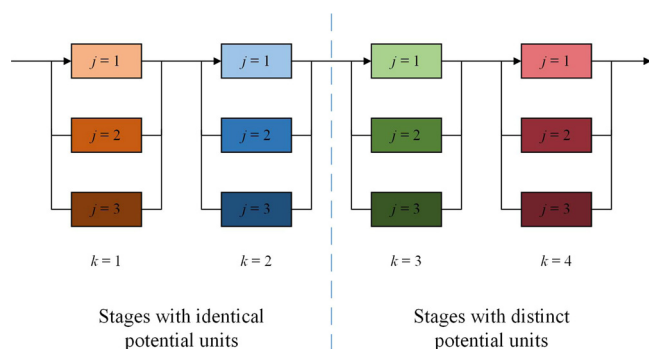 j = 1
j = 1
j = 1
j = 1
j = 2
j = 2
j = 2
j = 2
j = 3
j = 3
j = 3
j = 3
k = 1
k = 2
k = 3
k = 4
Stages with identical
potential units
Stages with distinct
potential units